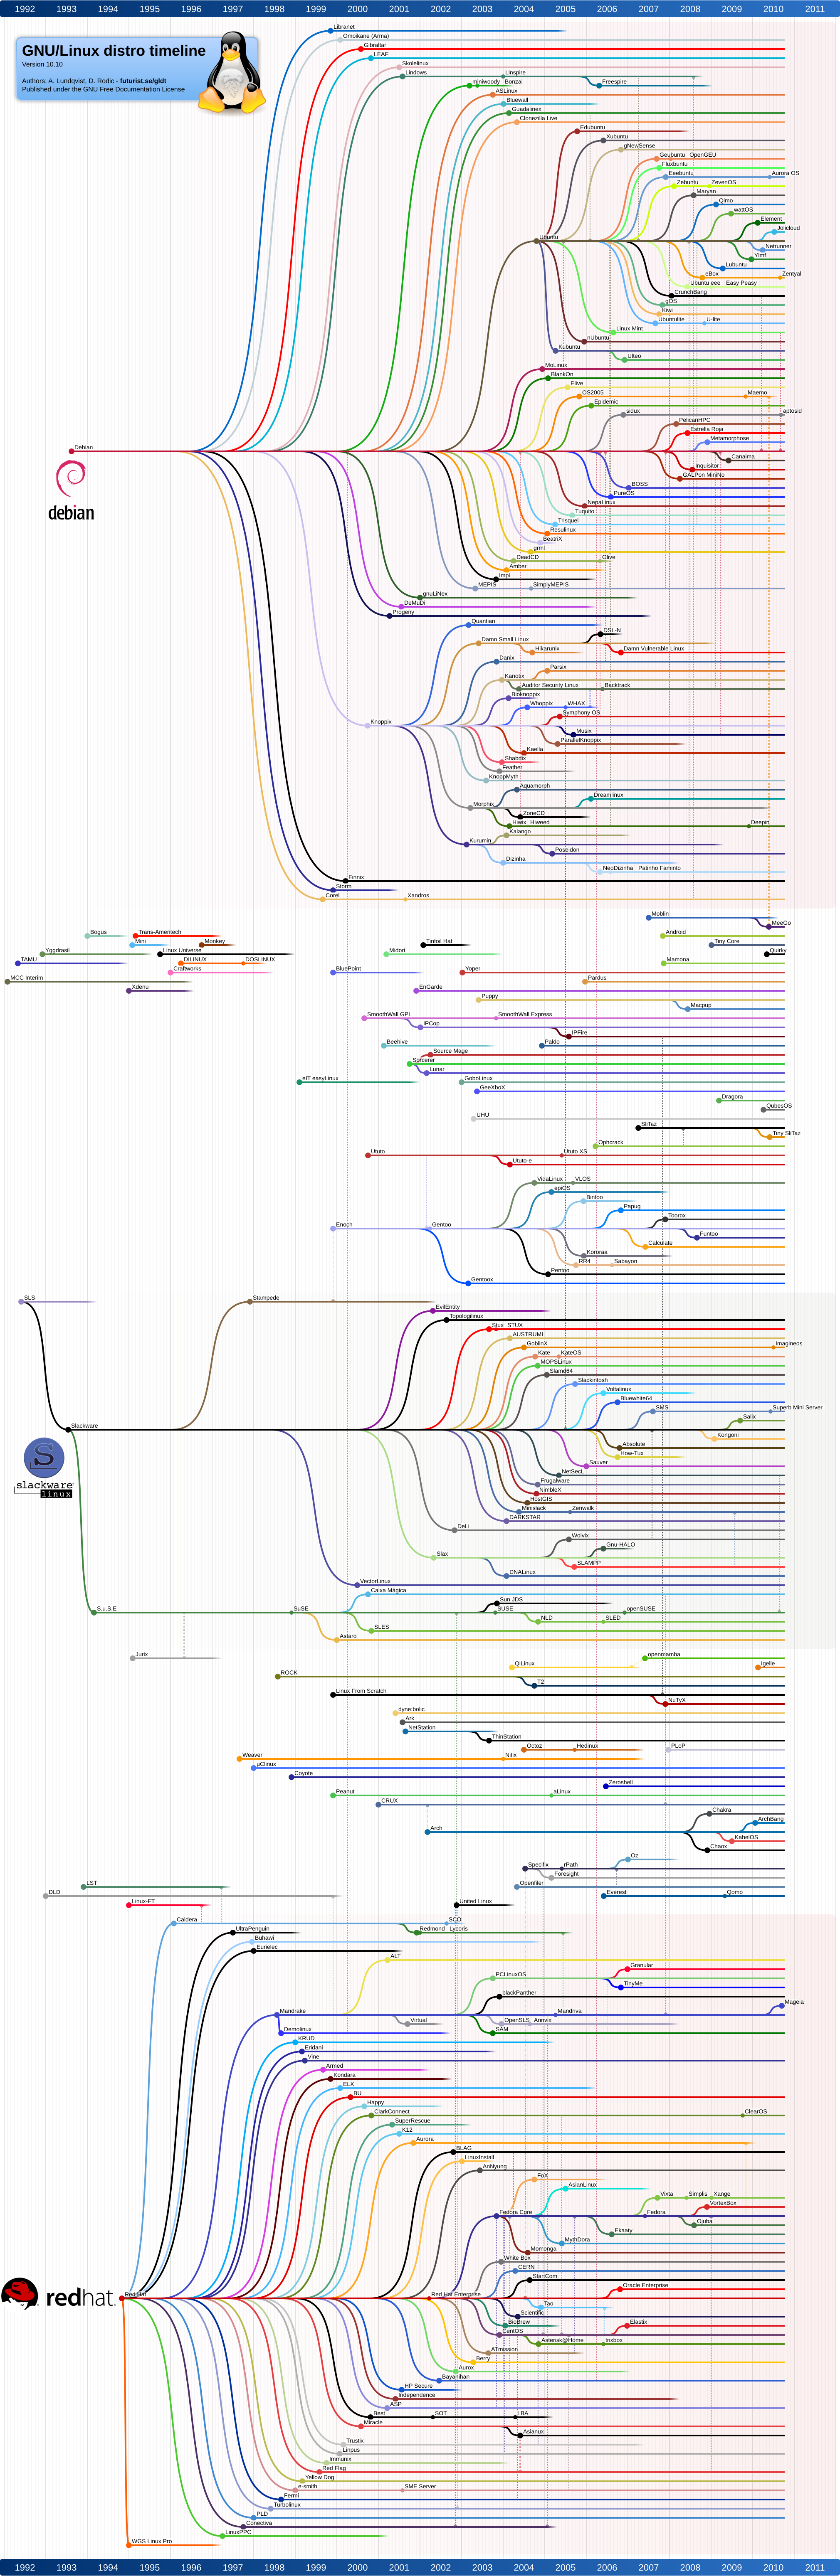 1992 1993 1994 1995 1996 1997 1998 1999 2000 2001 2002 2003 2004 2005 2006 2007 2008 2009 2010 2011
GNU/Linux distro timeline
Version 10.10
Authors: A. Lundqvist, D. Rodic - futurist.se/gldt
Published under the GNU Free Documentation License
Libranet
Omoikane (Arma)
Gibraltar
LEAF
Skolelinux
Lindows Linspire
miniwoody Bonzai Freespire
ASLinux
Bluewall
Guadalinex
Clonezilla Live
Edubuntu
Xubuntu
gNewSense
Geubuntu OpenGEU
Fluxbuntu
Eeebuntu Aurora OS
Zebuntu ZevenOS
Maryan
Qimo
wattOS
Element
Jolicloud
Ubuntu
Netrunner
Ylmf
Lubuntu
eBox Zentyal
Ubuntu eee Easy Peasy
CrunchBang
gOS
Kiwi
Ubuntulite U-lite
Linux Mint
nUbuntu
Kubuntu
Ulteo
MoLinux
BlankOn
Elive
OS2005 Maemo
Epidemic
sidux aptosid
PelicanHPC
Estrella Roja
Metamorphose
Debian
Canaima
Inquisitor
GALPon MiniNo
BOSS
PureOS
NepaLinux
debian
Tuquito
Trisquel
Resulinux
BeatriX
grml
DeadCD Olive
Amber
Impi
MEPIS SimplyMEPIS
gnuLiNex
DeMuDi
Progeny
Quantian
DSL-N
Damn Small Linux
Hikarunix Damn Vulnerable Linux
Danix
Parsix
Kanotix
Auditor Security Linux Backtrack
Bioknoppix
Whoppix WHAX
Symphony OS
Knoppix
Musix
ParallelKnoppix
Kaella
Shabdix
Feather
KnoppMyth
Aquamorph
Dreamlinux
Morphix
ZoneCD
Hiwix Hiweed Deepin
Kalango
Kurumin
Poseidon
Dizinha
NeoDizinha Patinho Faminto
Finnix
Storm
Corel Xandros
Moblin
MeeGo
Bogus Trans-Ameritech Android
Mini Monkey Tinfoil Hat Tiny Core
Yggdrasil Linux Universe Midori Quirky
TAMU DILINUX DOSLINUX Mamona
Craftworks BluePoint Yoper
MCC Interim Pardus
Xdenu EnGarde
Puppy
Macpup
SmoothWall GPL SmoothWall Express
IPCop
IPFire
Beehive Paldo
Source Mage
Sorcerer
Lunar
eIT easyLinux GoboLinux
GeeXboX
Dragora
QubesOS
UHU
SliTaz
Tiny SliTaz
Ophcrack
Ututo Ututo XS
Ututo-e
VidaLinux VLOS
epiOS
Bintoo
Papug
Toorox
Enoch Gentoo
Funtoo
Calculate
Kororaa
RR4 Sabayon
Pentoo
Gentoox
SLS Stampede
EvilEntity
Topologilinux
Stux STUX
AUSTRUMI
GoblinX Imagineos
Kate KateOS
MOPSLinux
Slamd64
Slackintosh
Voltalinux
Bluewhite64
SMS Superb Mini Server
Salix
Slackware
Kongoni
Absolute
How-Tux
Sauver
NetSecL
Frugalware
slackware
linux
NimbleX
HostGIS
Minislack Zenwalk
DARKSTAR
DeLi
Wolvix
Gnu-HALO
Slax
SLAMPP
DNALinux
VectorLinux
Caixa Mágica
Sun JDS
S.u.S.E SuSE SUSE openSUSE
NLD SLED
SLES
Astaro
Jurix openmamba
QiLinux Igelle
ROCK
T2
Linux From Scratch
NuTyX
dyne:bolic
Ark
NetStation
ThinStation
Octoz Hedinux PLoP
Weaver Nitix
µClinux
Coyote
Zeroshell
Peanut aLinux
CRUX
Chakra
ArchBang
Arch
KahelOS
Chaox
Oz
Specifix rPath
Foresight
LST Openfiler
DLD Everest Qomo
Linux-FT United Linux
Caldera SCO
UltraPenguin Redmond Lycoris
Buhawi
Eurielec
ALT
Granular
PCLinuxOS
TinyMe
blackPanther
Mageia
Mandrake Mandriva
Virtual OpenSLS Annvix
Demolinux SAM
KRUD
Eridani
Vine
Armed
Kondara
ELX
BU
Happy
ClarkConnect ClearOS
SuperRescue
K12
Aurora
BLAG
LinuxInstall
AnNyung
FoX
AsianLinux
Vixta Simplis Xange
VortexBox
Fedora Core Fedora
Ojuba
Ekaaty
MythDora
Momonga
White Box
CERN
StartCom
Oracle Enterprise
redhat.
Red Hat Red Hat Enterprise
Tao
Scientific
BioBrew Elastix
CentOS
Asterisk@Home trixbox
ATmission
Berry
Aurox
Bayanihan
HP Secure
Independence
ASP
Best SOT LBA
Miracle
Asianux
Trustix
Linpus
Immunix
Red Flag
Yellow Dog
e-smith SME Server
Fermi
Turbolinux
PLD
Conectiva
LinuxPPC
WGS Linux Pro
1992 1993 1994 1995 1996 1997 1998 1999 2000 2001 2002 2003 2004 2005 2006 2007 2008 2009 2010 2011